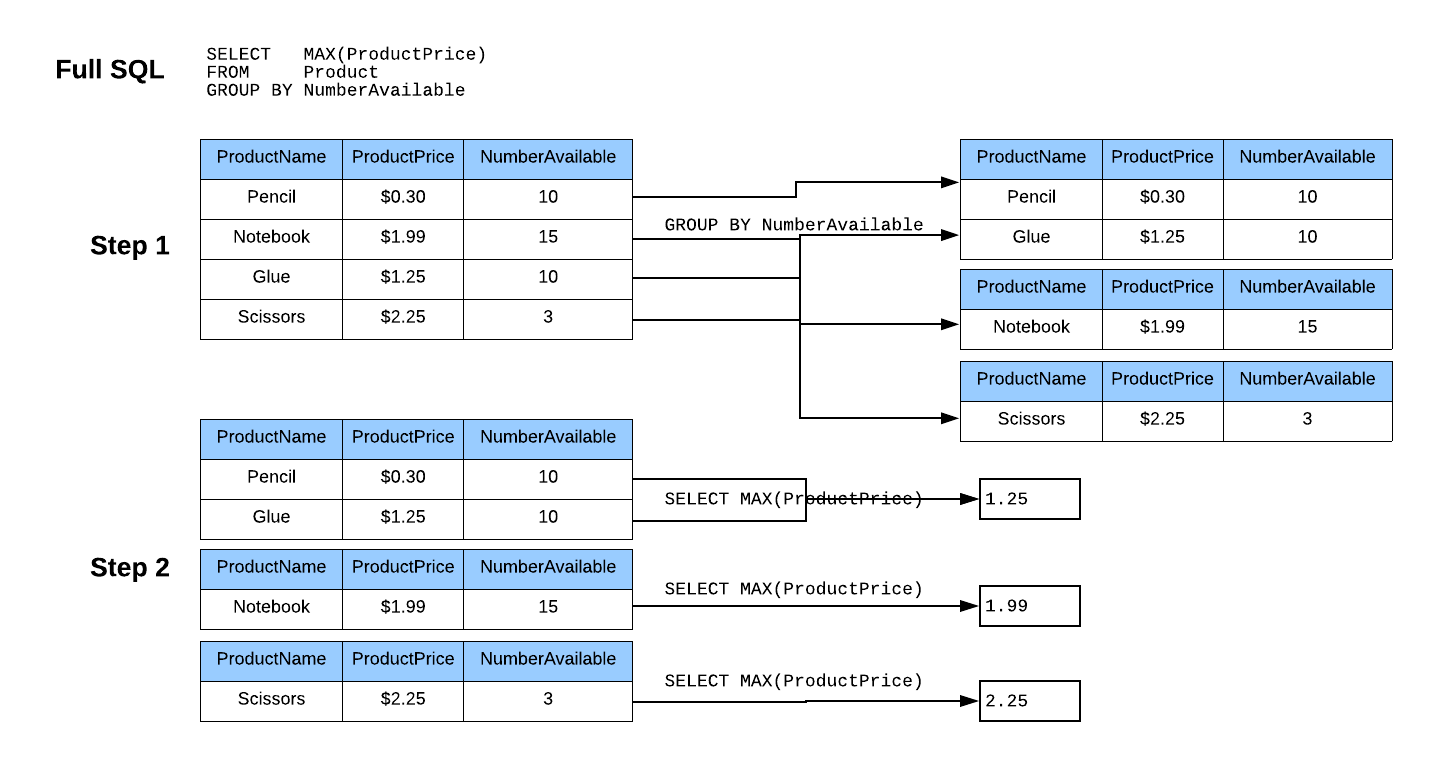 Full SQL
SELECT   MAX(ProductPrice)
FROM     Product
GROUP BY NumberAvailable
Step 1
ProductName ProductPrice NumberAvailable
Pencil $0.30 10
Notebook $1.99 15
Glue $1.25 10
Scissors $2.25 3
GROUP BY NumberAvailable
ProductName ProductPrice NumberAvailable
Pencil $0.30 10
Glue $1.25 10
ProductName ProductPrice NumberAvailable
Notebook $1.99 15
ProductName ProductPrice NumberAvailable
Scissors $2.25 3
Step 2
ProductName ProductPrice NumberAvailable
Pencil $0.30 10
Glue $1.25 10
SELECT MAX(ProductPrice)
1.25
ProductName ProductPrice NumberAvailable
Notebook $1.99 15
SELECT MAX(ProductPrice)
1.99
ProductName ProductPrice NumberAvailable
Scissors $2.25 3
SELECT MAX(ProductPrice)
2.25